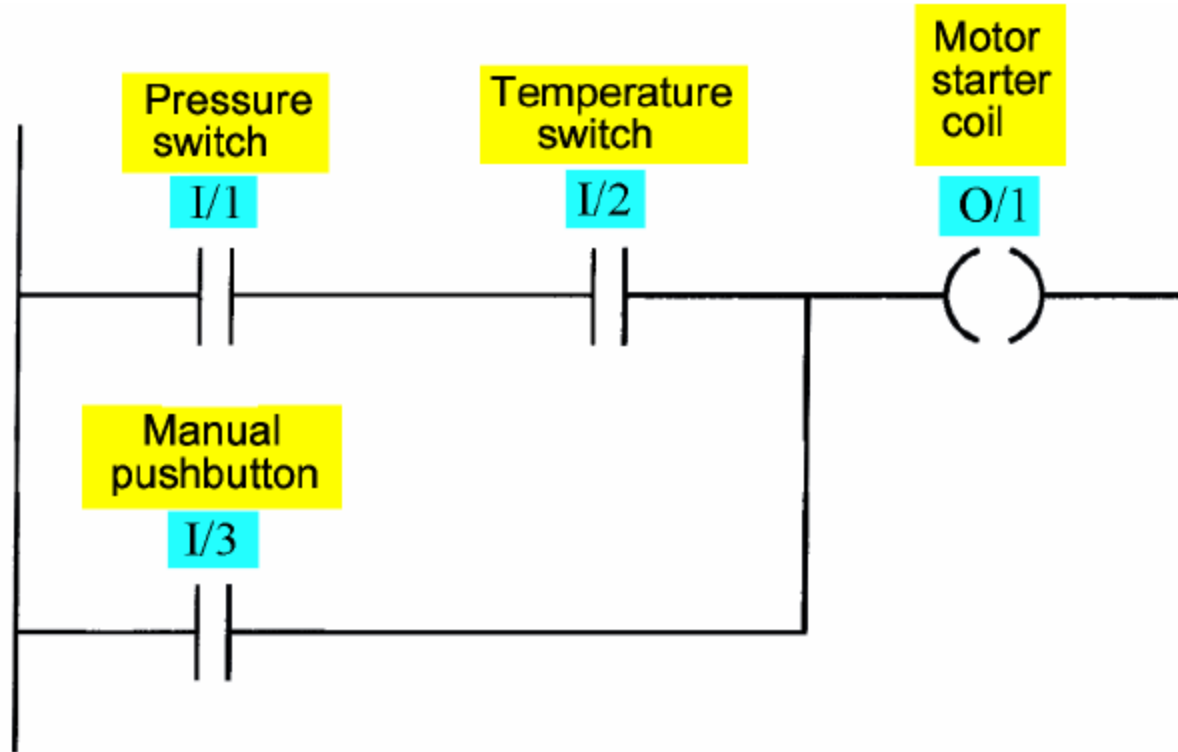 Pressure
switch
I/1
Temperature
switch
I/2
Motor
starter
coil
O/1
Manual
pushbutton
I/3